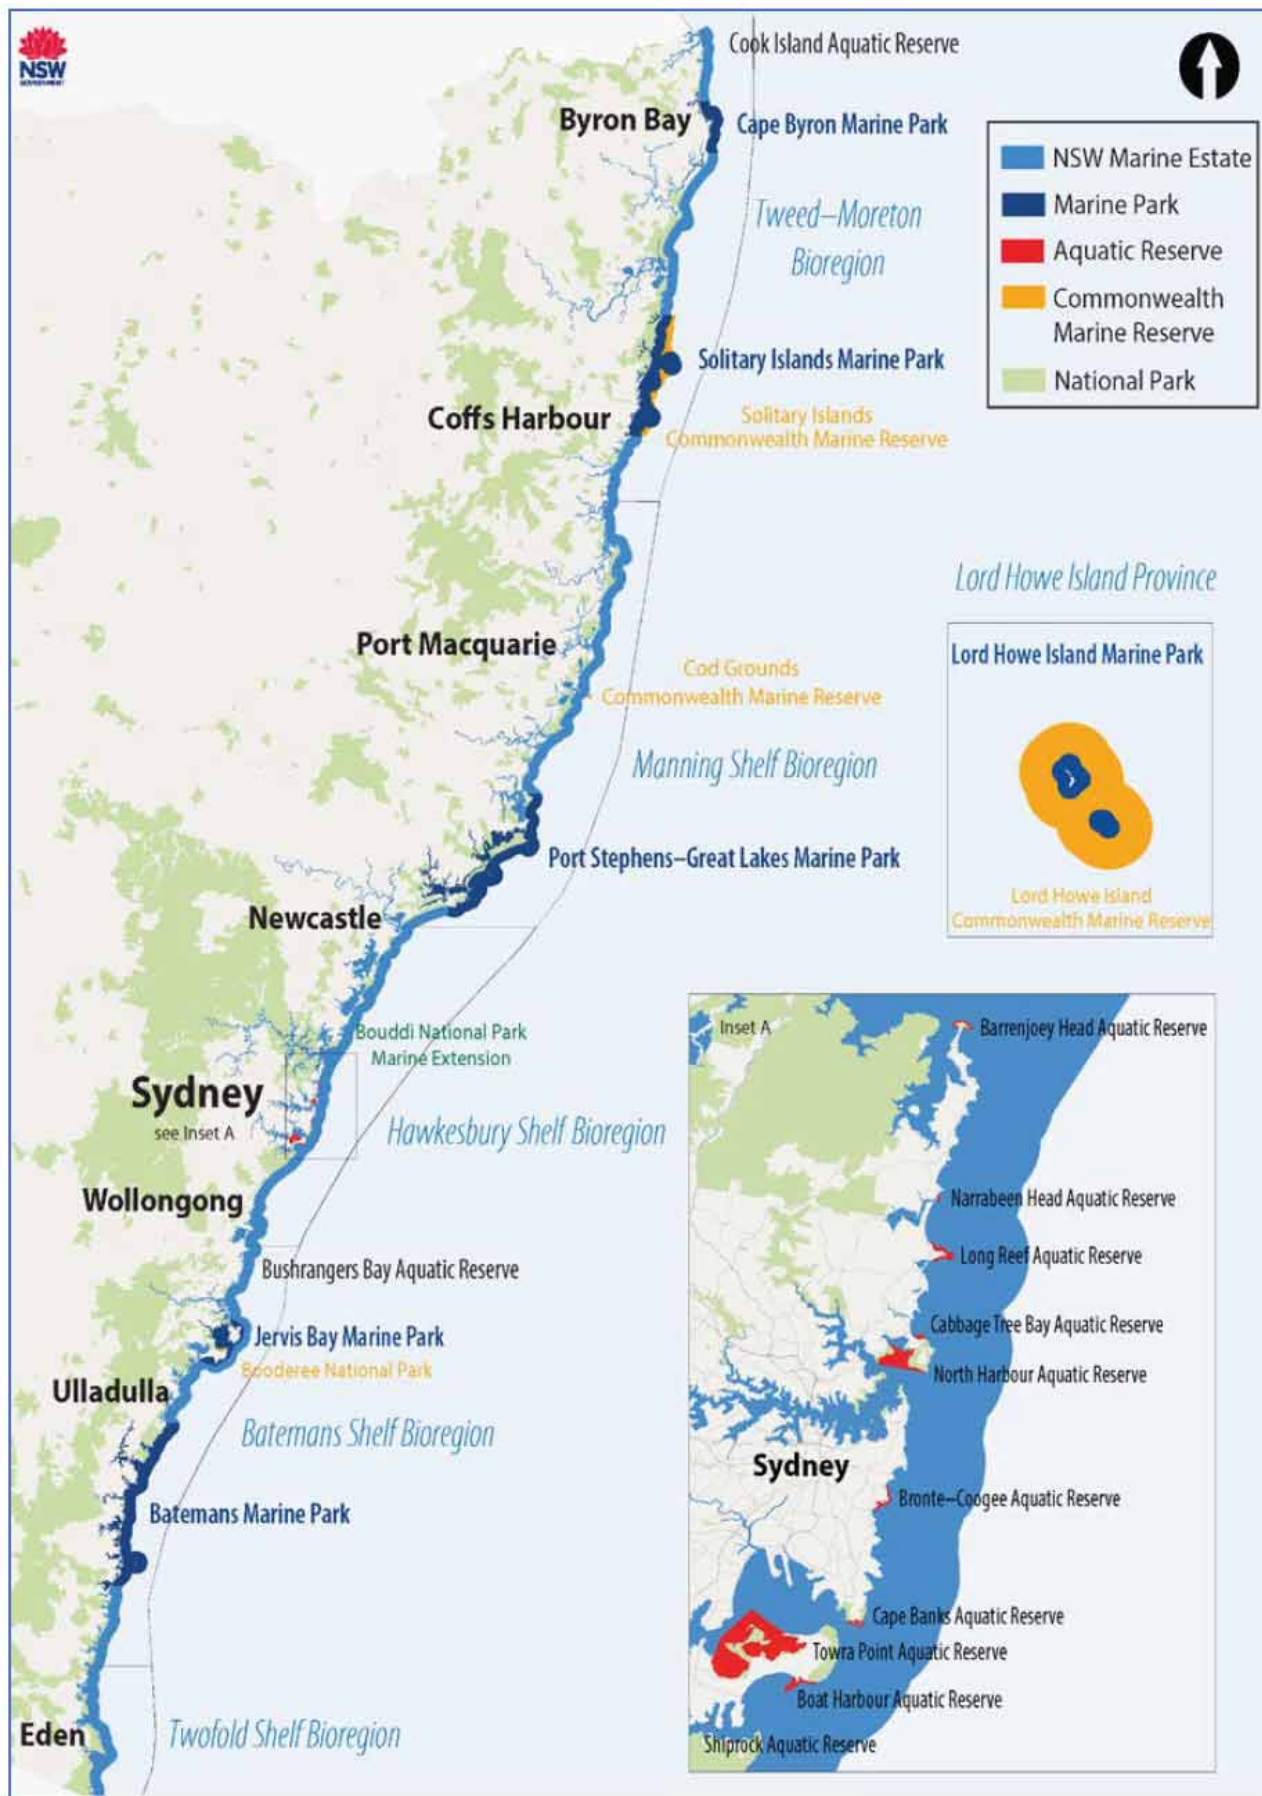 NSW
GOVERNMENT
Cook Island Aquatic Reserve
Byron Bay
Cape Byron Marine Park
NSW Marine Estate
Marine Park
Aquatic Reserve
Commonwealth
Marine Reserve
National Park
Tweed–Moreton
Bioregion
Solitary Islands Marine Park
Coffs Harbour
Solitary Islands
Commonwealth Marine Reserve
Lord Howe Island Province
Lord Howe Island Marine Park
Lord Howe Island
Commonwealth Marine Reserve
Port Macquarie
Cod Grounds
Commonwealth Marine Reserve
Manning Shelf Bioregion
Port Stephens–Great Lakes Marine Park
Newcastle
Bouddi National Park
Marine Extension
Sydney
see Inset A
Hawkesbury Shelf Bioregion
Wollongong
Bushrangers Bay Aquatic Reserve
Jervis Bay Marine Park
Booderee National Park
Ulladulla
Batemans Shelf Bioregion
Batemans Marine Park
Eden
Twofold Shelf Bioregion
Inset A
Barrenjoey Head Aquatic Reserve
Narrabeen Head Aquatic Reserve
Long Reef Aquatic Reserve
Cabbage Tree Bay Aquatic Reserve
North Harbour Aquatic Reserve
Sydney
Bronte–Coogee Aquatic Reserve
Cape Banks Aquatic Reserve
Towra Point Aquatic Reserve
Boat Harbour Aquatic Reserve
Shiprock Aquatic Reserve